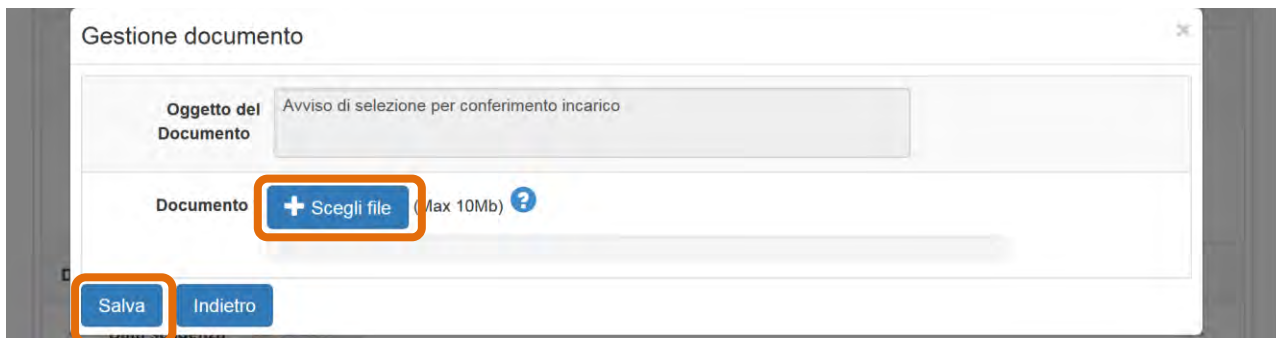 Gestione documento
×
Oggetto del Documento
Avviso di selezione per conferimento incarico
Documento
+ Scegli file (Max 10Mb) ?
Salva
Indietro